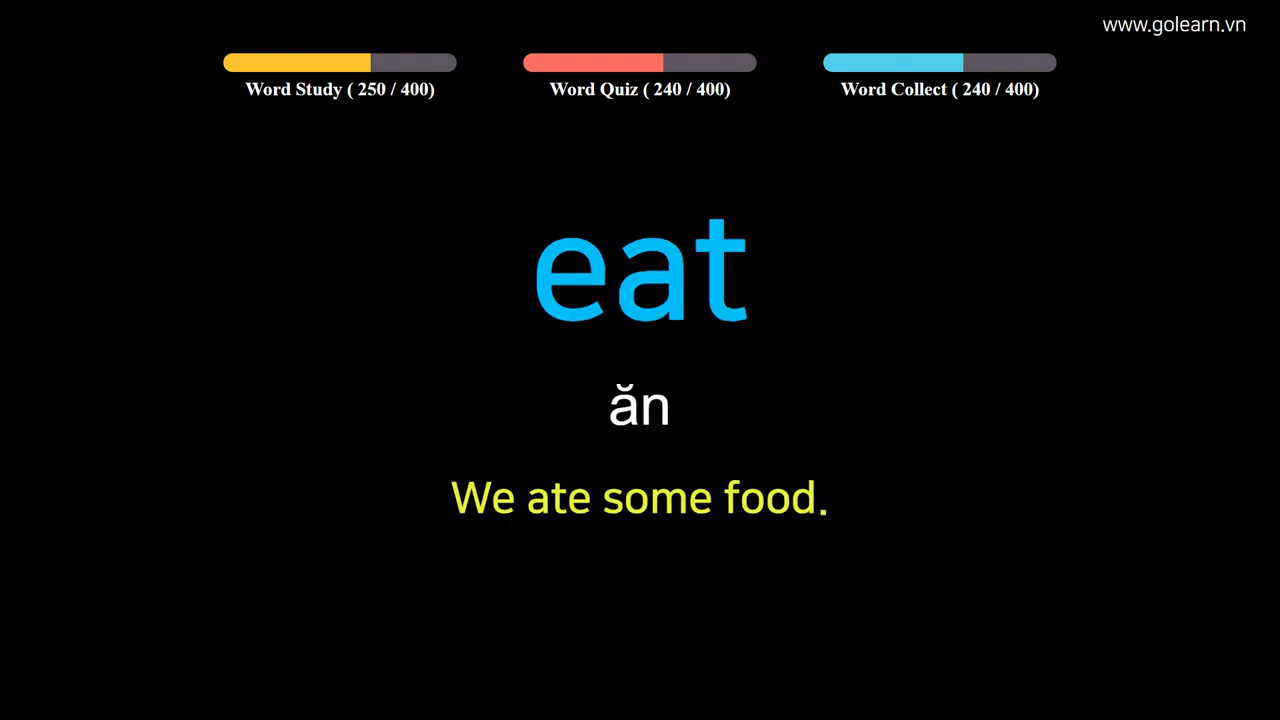 www.golearn.vn
Word Study ( 250 / 400)
Word Quiz ( 240 / 400)
Word Collect ( 240 / 400)
eat
ăn
We ate some food.